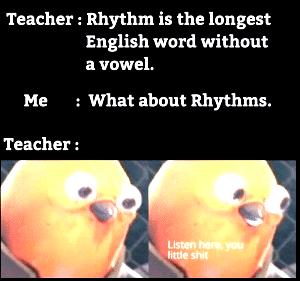 Teacher : Rhythm is the longest
English word without
a vowel.
Me : What about Rhythms.
Teacher :
Listen here, you
little shit